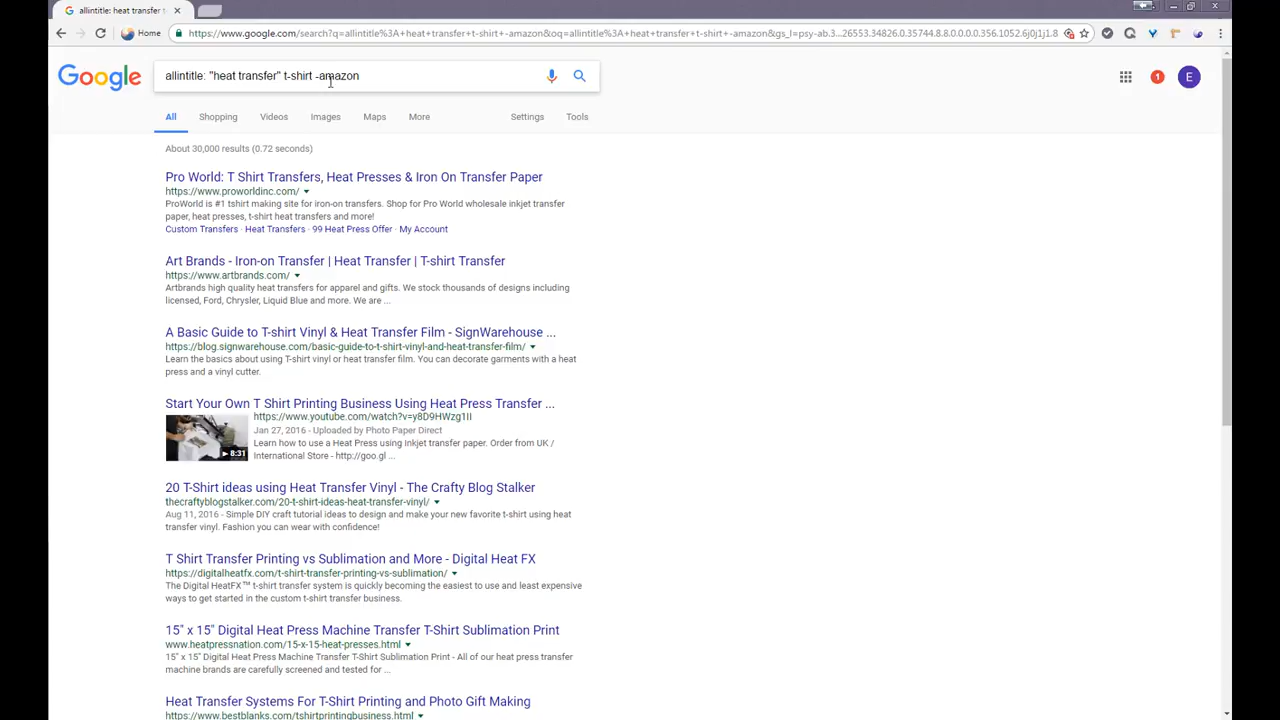 allintitle: heat transfer t
Home
https://www.google.com/search?q=allintitle%3A+heat+transfer+t-shirt+-amazon&oq=allintitle%3A+heat+transfer+t-shirt+-amazon&gs_l=psy-ab.3...26553.34826.0.35744.8.8.0.0.0.0.356.1052.6j0j1j1.8
Google
allintitle: "heat transfer" t-shirt -amazon
1
E
All Shopping Videos Images Maps More Settings Tools
About 30,000 results (0.72 seconds)
Pro World: T Shirt Transfers, Heat Presses & Iron On Transfer Paper
https://www.proworldinc.com/
ProWorld is #1 tshirt making site for iron-on transfers. Shop for Pro World wholesale inkjet transfer
paper, heat presses, t-shirt heat transfers and more!
Custom Transfers · Heat Transfers · 99 Heat Press Offer · My Account
Art Brands - Iron-on Transfer | Heat Transfer | T-shirt Transfer
https://www.artbrands.com/
Artbrands high quality heat transfers for apparel and gifts. We stock thousands of designs including
licensed, Ford, Chrysler, Liquid Blue and more. We are ...
A Basic Guide to T-shirt Vinyl & Heat Transfer Film - SignWarehouse ...
https://blog.signwarehouse.com/basic-guide-to-t-shirt-vinyl-and-heat-transfer-film/
Learn the basics about using T-shirt vinyl or heat transfer film. You can decorate garments with a heat
press and a vinyl cutter.
Start Your Own T Shirt Printing Business Using Heat Press Transfer ...
https://www.youtube.com/watch?v=y8D9HWzg1II
Jan 27, 2016 - Uploaded by Photo Paper Direct
Learn how to use a Heat Press using Inkjet transfer paper. Order from UK /
International Store - http://goo.gl ...
8:31
20 T-Shirt ideas using Heat Transfer Vinyl - The Crafty Blog Stalker
thecraftyblogstalker.com/20-t-shirt-ideas-heat-transfer-vinyl/
Aug 11, 2016 - Simple DIY craft tutorial ideas to design and make your new favorite t-shirt using heat
transfer vinyl. Fashion you can wear with confidence!
T Shirt Transfer Printing vs Sublimation and More - Digital Heat FX
https://digitalheatfx.com/t-shirt-transfer-printing-vs-sublimation/
The Digital HeatFX™ t-shirt transfer system is quickly becoming the easiest to use and least expensive
ways to get started in the custom t-shirt transfer business.
15" x 15" Digital Heat Press Machine Transfer T-Shirt Sublimation Print
www.heatpressnation.com/15-x-15-heat-presses.html
15" x 15" Digital Heat Press Machine Transfer T-Shirt Sublimation Print - All of our heat press transfer
machine brands are carefully screened and tested for ...
Heat Transfer Systems For T-Shirt Printing and Photo Gift Making
https://www.bestblanks.com/tshirtprintingbusiness.html